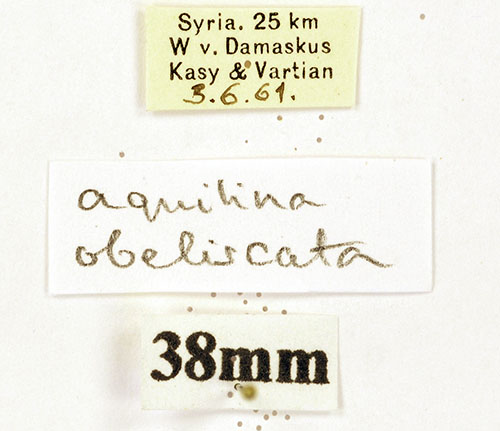 Syria. 25 km
W v. Damaskus
Kasy & Vartian
3.6.61.
aquilina
obeliscata
38mm